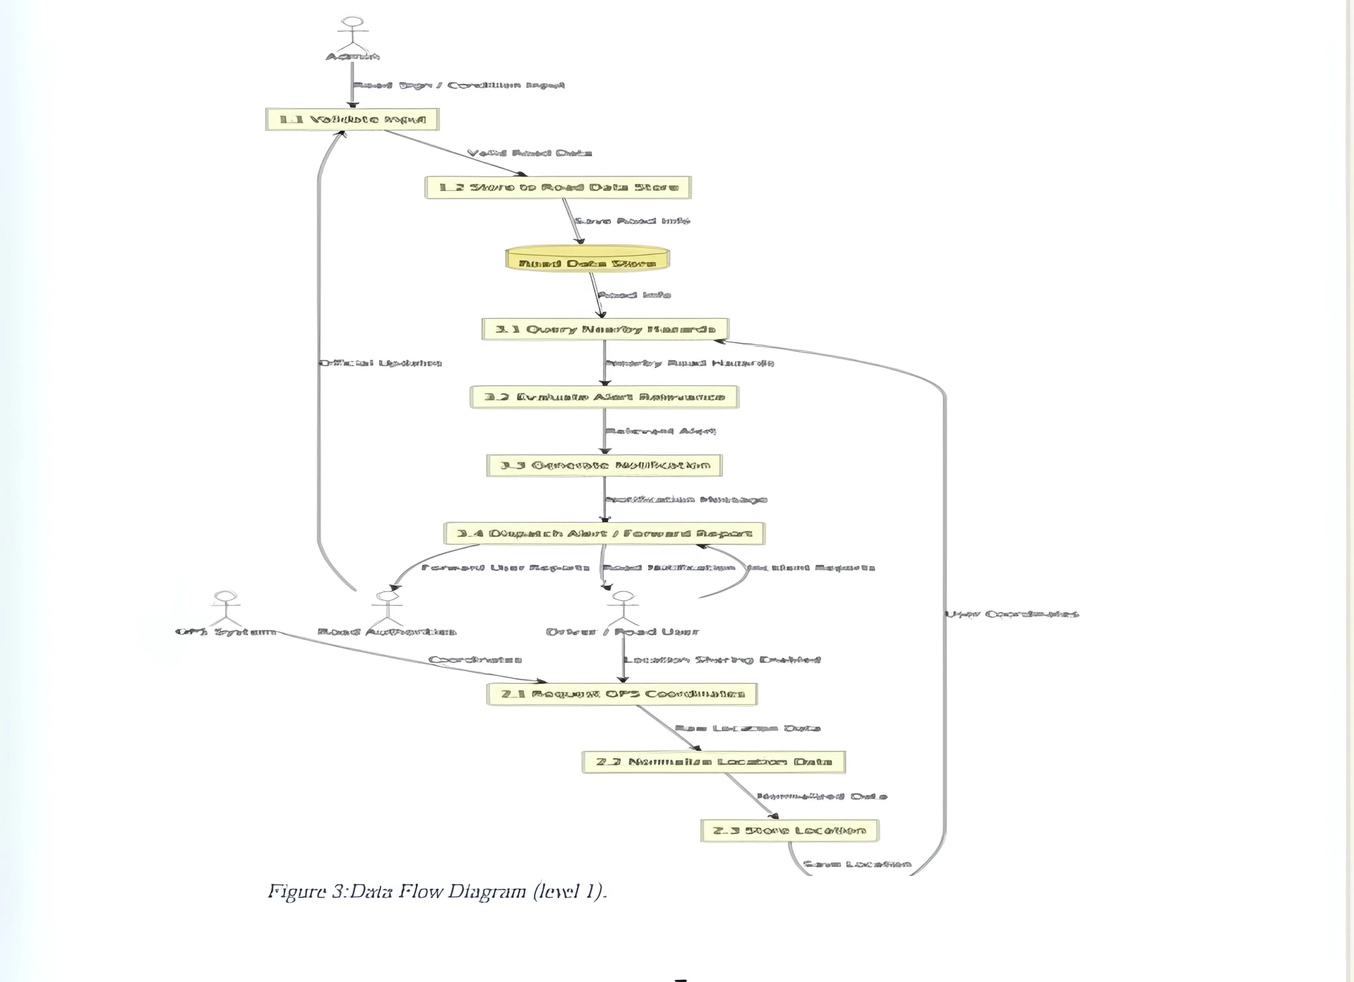 Road Sign / Condition Input
1.1 Validate Input
Valid Road Data
1.2 Store to Road Data Store
Save Road Info
Road Data Store
Road Info
3.1 Query Nearby Hazards
Official Updates
Nearby Road Hazards
3.2 Evaluate Alert Relevance
Relevant Alert
3.3 Generate Notification
Notification Message
3.4 Dispatch Alert / Forward Report
Forward User Reports
Road Notification
Incident Reports
User Coordinates
GPS System
Road Authorities
Driver / Road User
Coordinates
Location Sharing Enabled
2.1 Request GPS Coordinates
Raw Location Data
2.2 Normalise Location Data
Normalised Data
2.3 Store Location
Save Location
Figure 3:Data Flow Diagram (level 1).